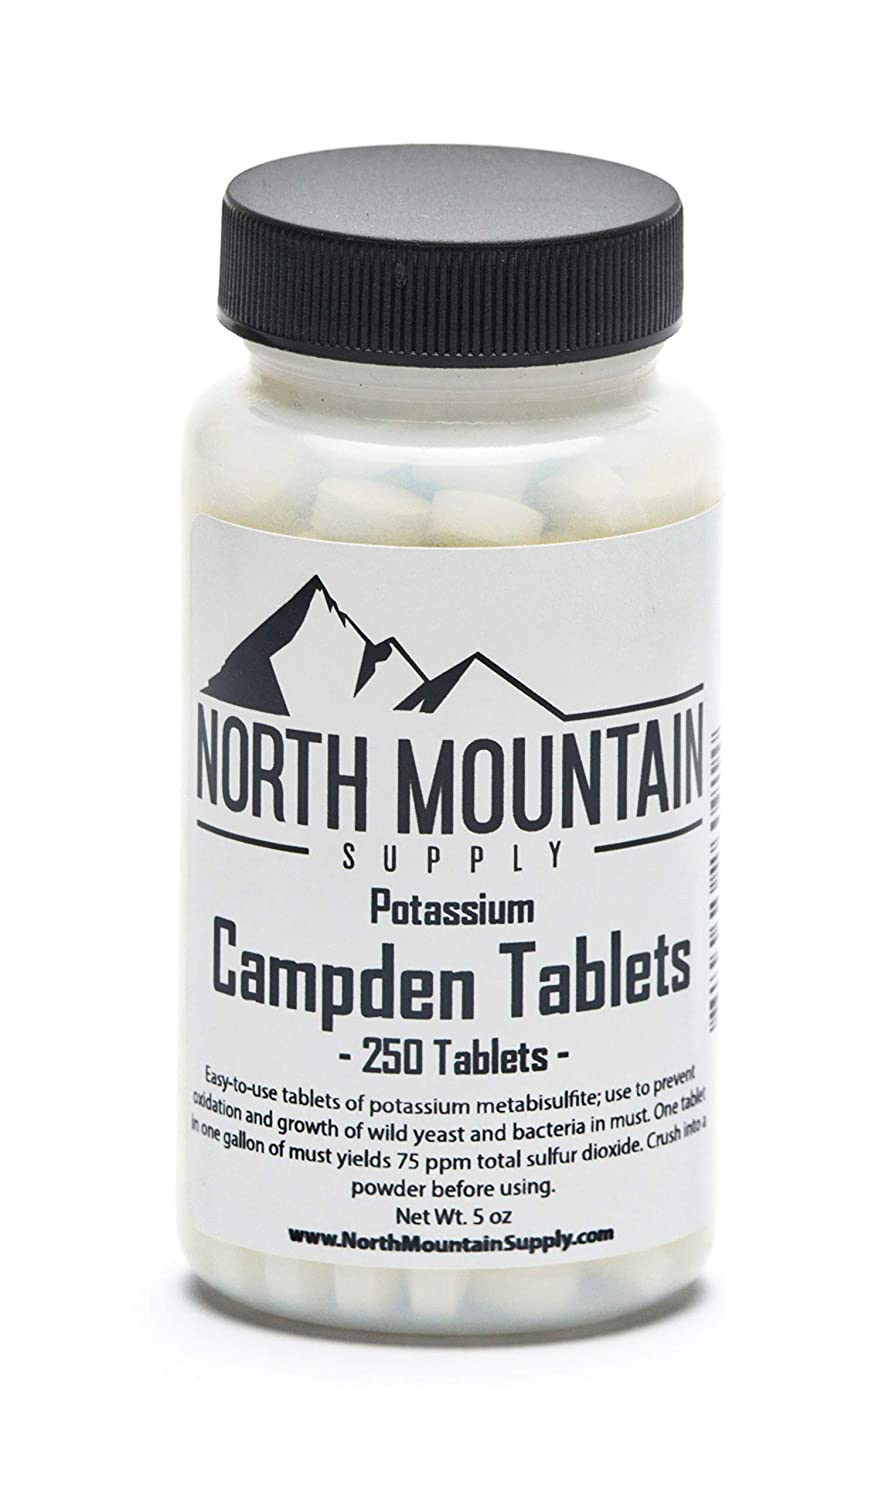 NORTH MOUNTAIN
SUPPLY
Potassium
Campden Tablets
- 250 Tablets -
Easy-to-use tablets of potassium metabisulfite; use to prevent
oxidation and growth of wild yeast and bacteria in must. One tablet
in one gallon of must yields 75 ppm total sulfur dioxide. Crush into a
powder before using.
Net Wt. 5 oz
www.NorthMountainSupply.com